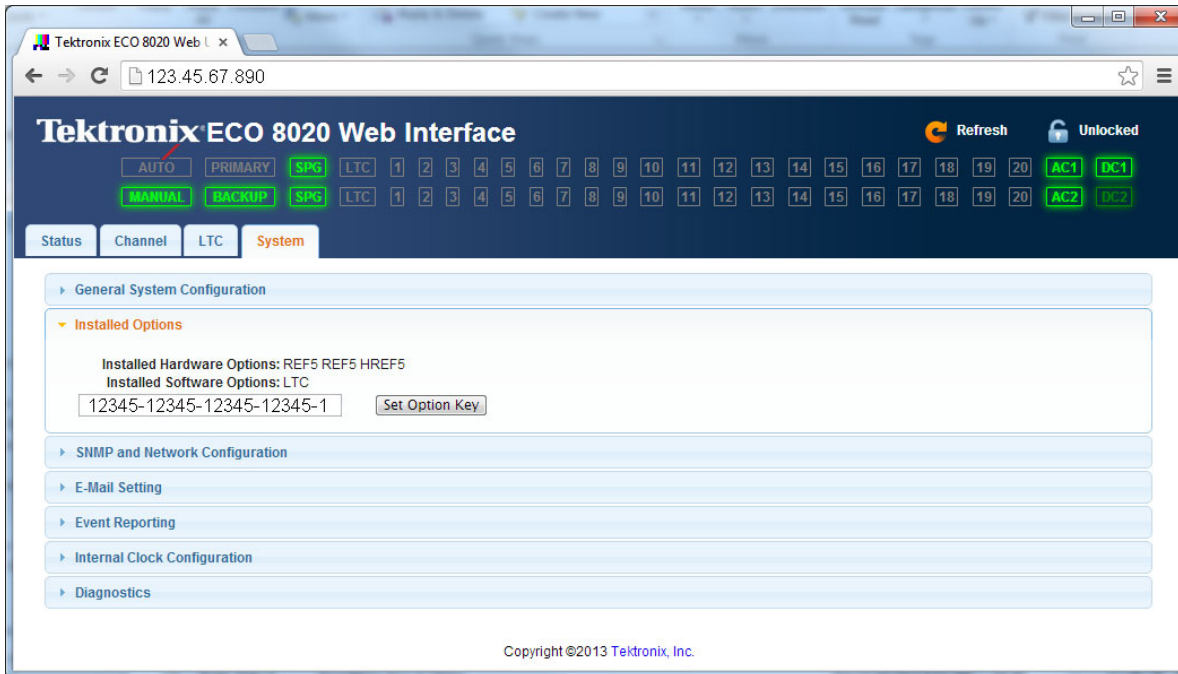 Tektronix ECO 8020 Web
123.45.67.890
Tektronix ECO 8020 Web Interface
Refresh
Unlocked
AUTO PRIMARY SPG LTC 1 2 3 4 5 6 7 8 9 10 11 12 13 14 15 16 17 18 19 20 AC1 DC1
MANUAL BACKUP SPG LTC 1 2 3 4 5 6 7 8 9 10 11 12 13 14 15 16 17 18 19 20 AC2 DC2
Status Channel LTC System
General System Configuration
Installed Options
Installed Hardware Options: REF5 REF5 HREF5
Installed Software Options: LTC
12345-12345-12345-12345-1 Set Option Key
SNMP and Network Configuration
E-Mail Setting
Event Reporting
Internal Clock Configuration
Diagnostics
Copyright ©2013 Tektronix, Inc.